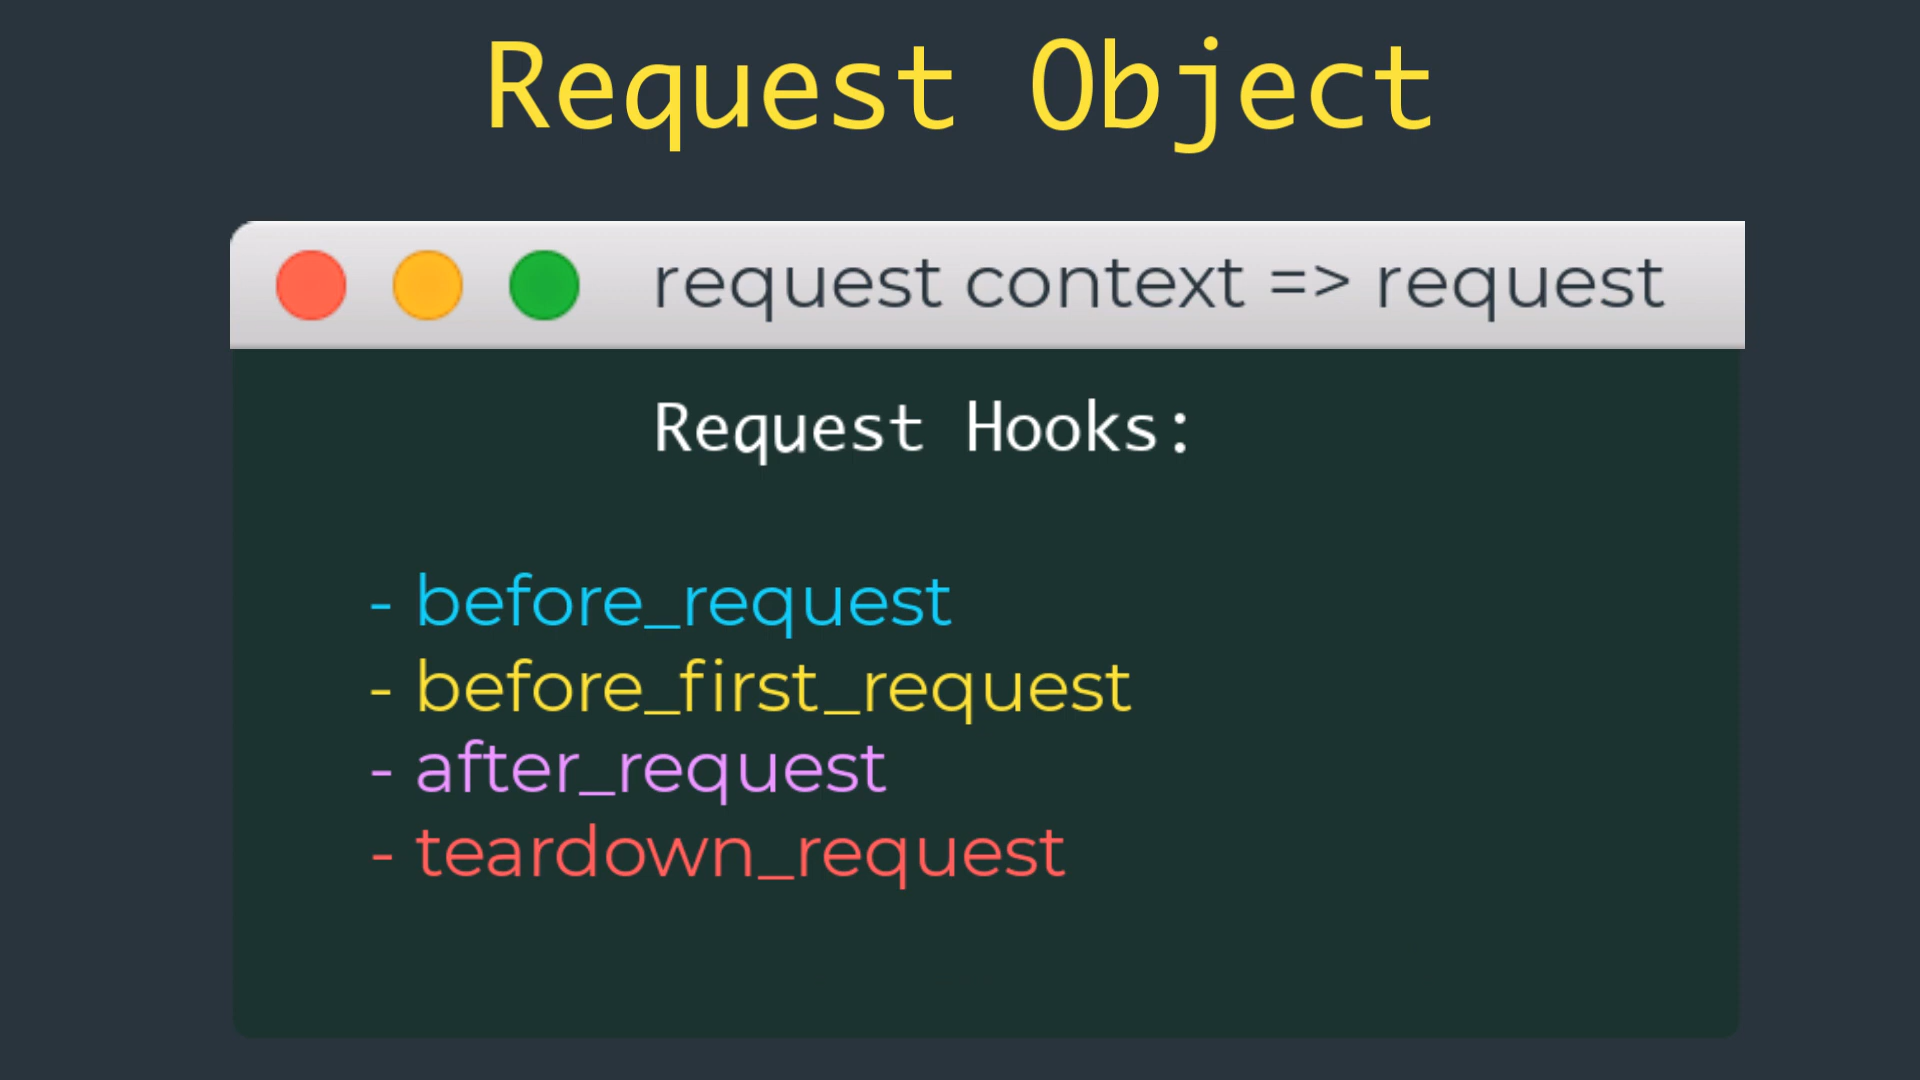 Request Object
request context => request
Request Hooks:
- before_request
- before_first_request
- after_request
- teardown_request